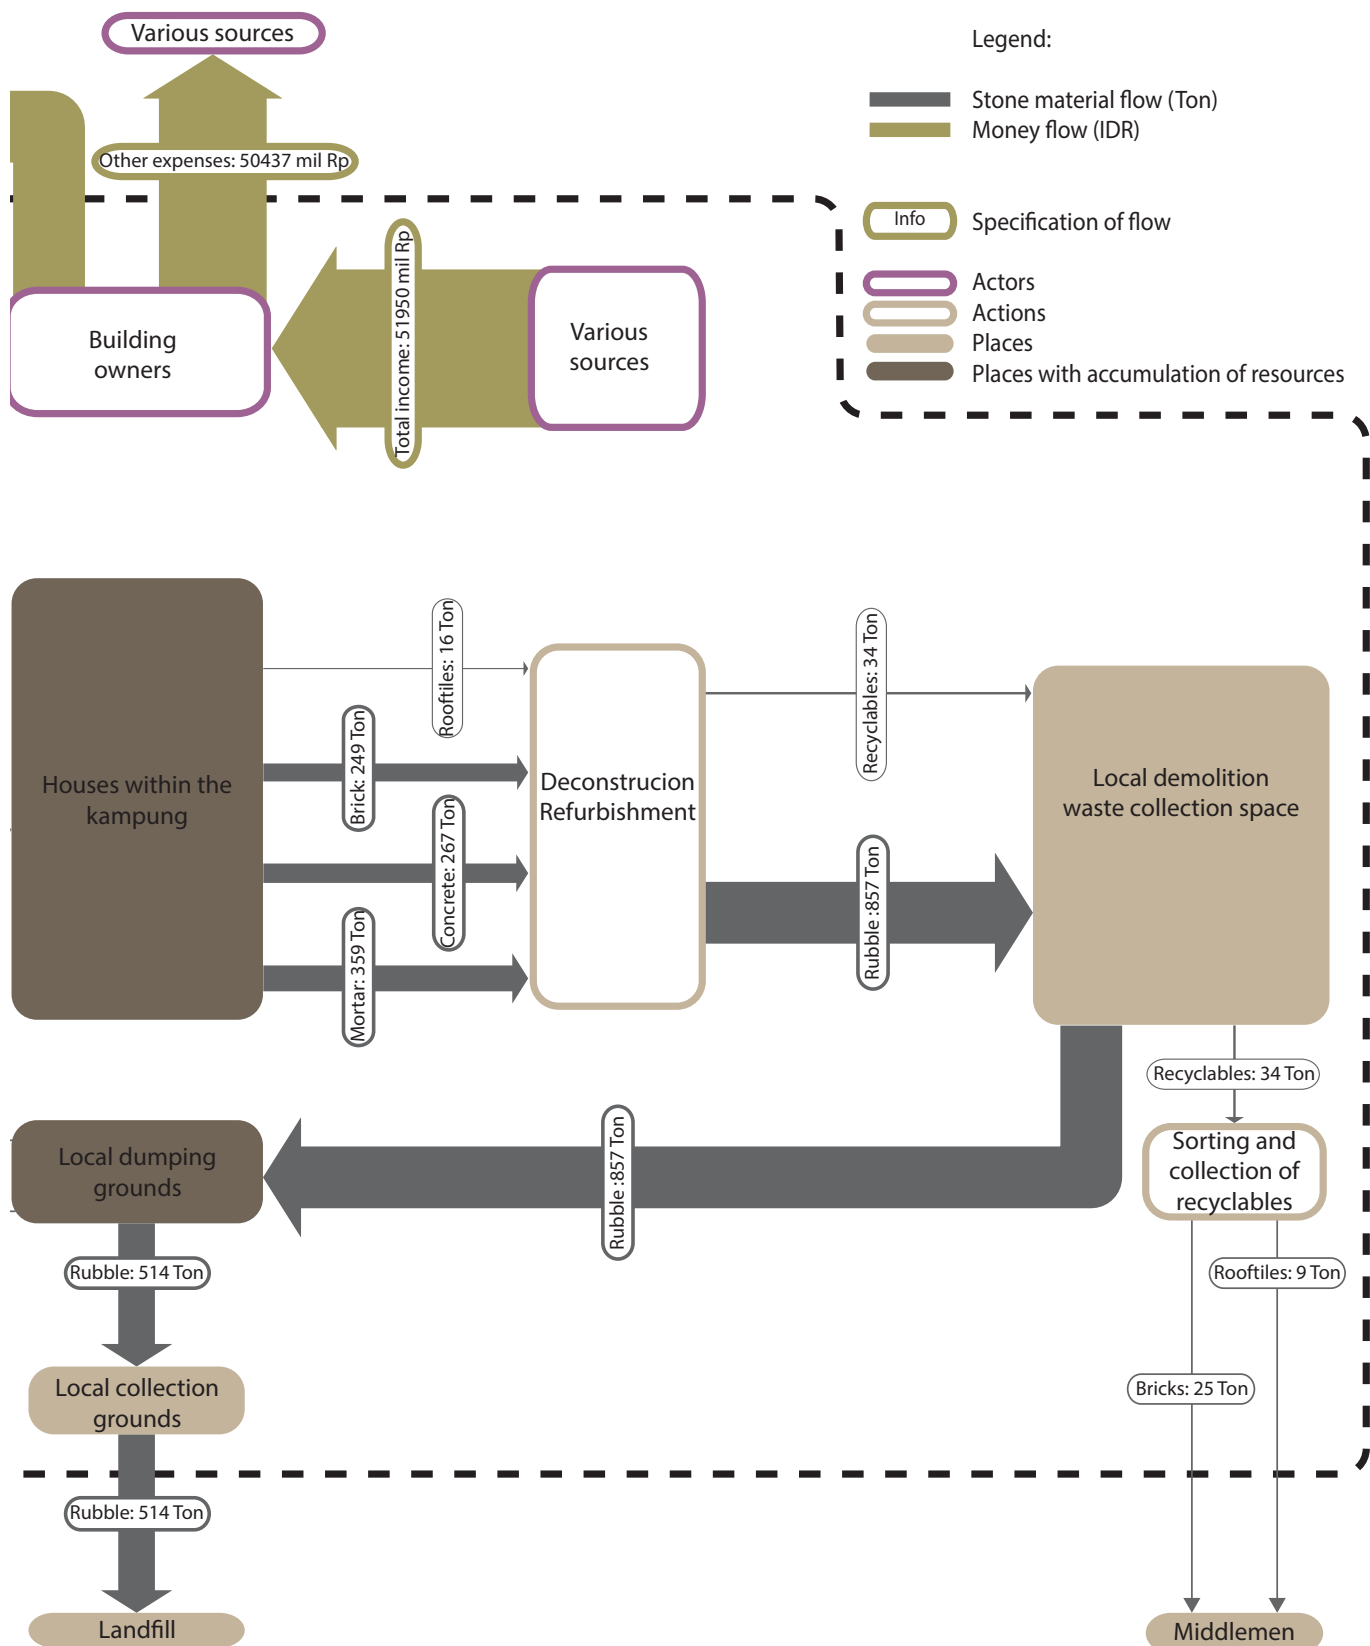 Various sources
Legend:
Stone material flow (Ton)
Money flow (IDR)
Other expenses: 50437 mil Rp
Info
Specification of flow
Actors
Actions
Places
Places with accumulation of resources
Building
owners
Total income: 51950 mil Rp
Various
sources
Houses within the
kampung
Rooftiles: 16 Ton
Brick: 249 Ton
Concrete: 267 Ton
Mortar: 359 Ton
Deconstrucion
Refurbishment
Recyclables: 34 Ton
Rubble :857 Ton
Local demolition
waste collection space
Recyclables: 34 Ton
Sorting and
collection of
recyclables
Rubble :857 Ton
Local dumping
grounds
Rubble: 514 Ton
Rooftiles: 9 Ton
Local collection
grounds
Bricks: 25 Ton
Rubble: 514 Ton
Landfill
Middlemen